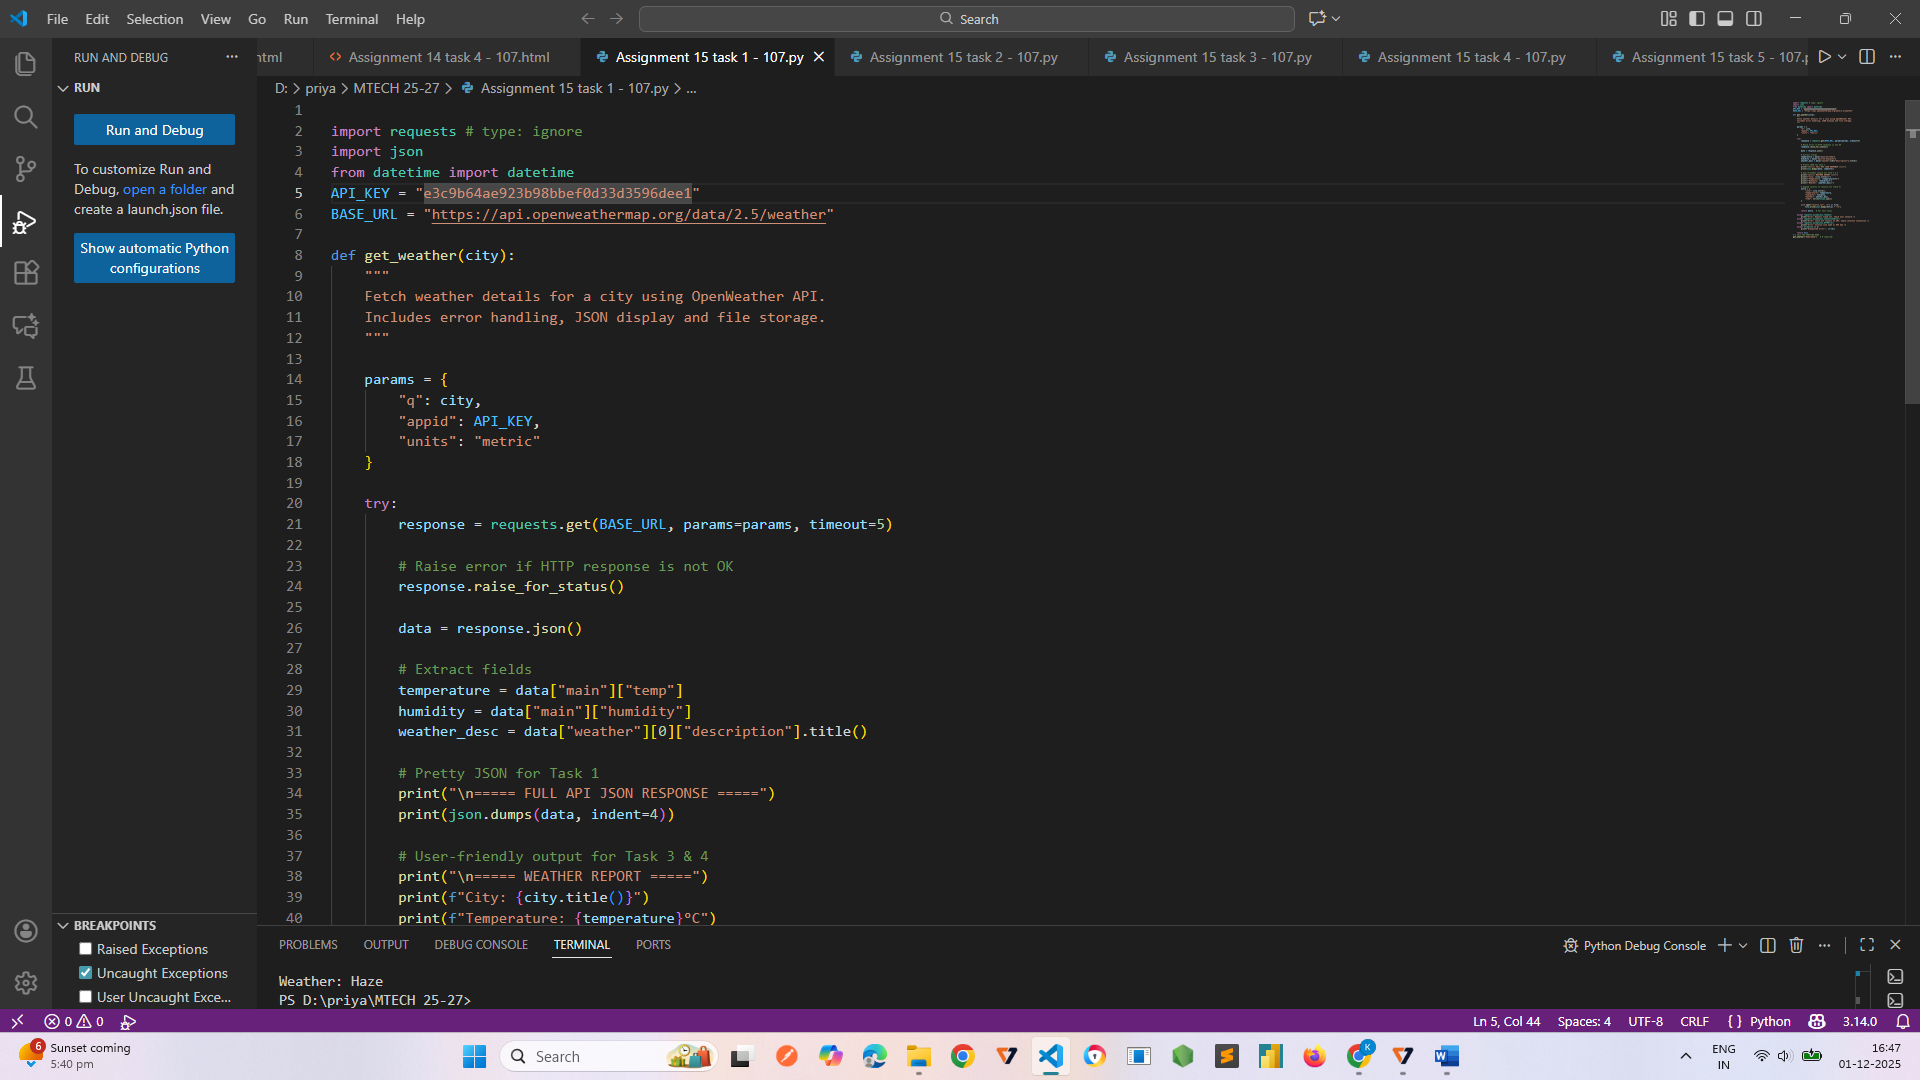 File Edit Selection View Go Run Terminal Help
Search
RUN AND DEBUG
html
Assignment 14 task 4 - 107.html
Assignment 15 task 1 - 107.py
Assignment 15 task 2 - 107.py
Assignment 15 task 3 - 107.py
Assignment 15 task 4 - 107.py
Assignment 15 task 5 - 107.p
RUN
Run and Debug
To customize Run and
Debug, open a folder and
create a launch.json file.
Show automatic Python
configurations
D: > priya > MTECH 25-27 > Assignment 15 task 1 - 107.py > ...
1
2 import requests # type: ignore
3 import json
4 from datetime import datetime
5 API_KEY = "e3c9b64ae923b98bbef0d33d3596dee1"
6 BASE_URL = "https://api.openweathermap.org/data/2.5/weather"
7
8 def get_weather(city):
9 """
10 Fetch weather details for a city using OpenWeather API.
11 Includes error handling, JSON display and file storage.
12 """
13
14 params = {
15 "q": city,
16 "appid": API_KEY,
17 "units": "metric"
18 }
19
20 try:
21 response = requests.get(BASE_URL, params=params, timeout=5)
22
23 # Raise error if HTTP response is not OK
24 response.raise_for_status()
25
26 data = response.json()
27
28 # Extract fields
29 temperature = data["main"]["temp"]
30 humidity = data["main"]["humidity"]
31 weather_desc = data["weather"][0]["description"].title()
32
33 # Pretty JSON for Task 1
34 print("\n===== FULL API JSON RESPONSE =====")
35 print(json.dumps(data, indent=4))
36
37 # User-friendly output for Task 3 & 4
38 print("\n===== WEATHER REPORT =====")
39 print(f"City: {city.title()}")
40 print(f"Temperature: {temperature}°C")
BREAKPOINTS
Raised Exceptions
Uncaught Exceptions
User Uncaught Exce...
PROBLEMS OUTPUT DEBUG CONSOLE TERMINAL PORTS
Python Debug Console
Weather: Haze
PS D:\priya\MTECH 25-27>
0 0
Ln 5, Col 44 Spaces: 4 UTF-8 CRLF { } Python 3.14.0
6
Sunset coming
5:40 pm
Search
K
ENG
IN
16:47
01-12-2025